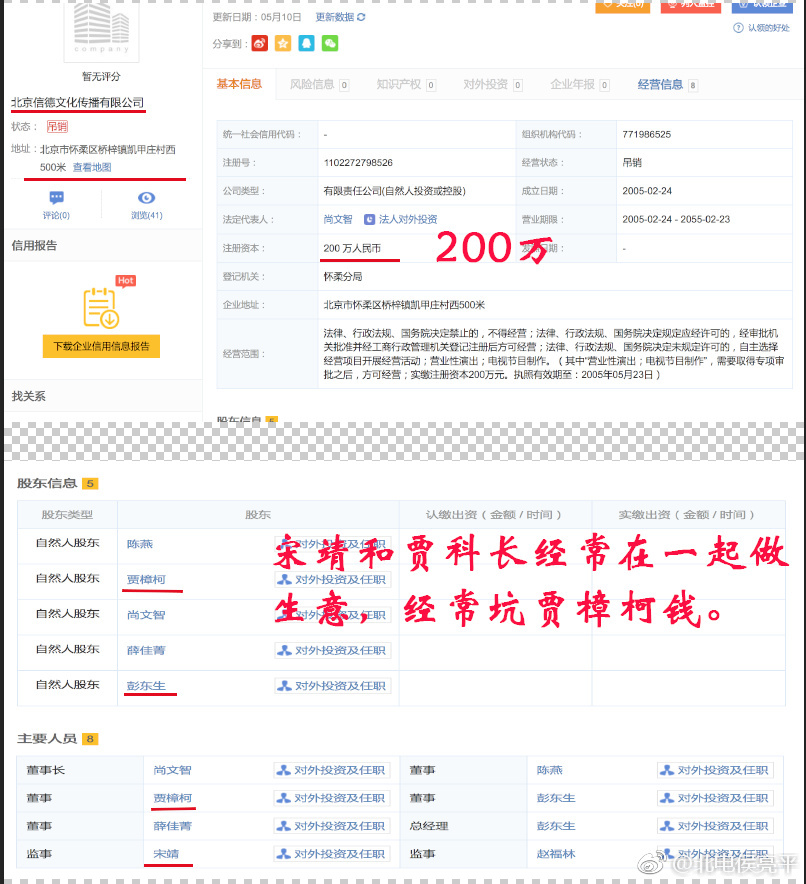 更新日期：05月10日 更新数据
关注(0) 列入监控 认领企业
认领的好处
分享到：
company
暂无评分
北京信德文化传播有限公司
状态： 吊销
地址： 北京市怀柔区桥梓镇凯甲庄村西
500米 查看地图
评论(0) 浏览(41)
信用报告
Hot
下载企业信用信息报告
找关系
基本信息 风险信息 0 知识产权 0 对外投资 0 企业年报 0 经营信息 8
统一社会信用代码： - 组织机构代码： 771986525
注册号： 1102272798526 经营状态： 吊销
公司类型： 有限责任公司(自然人投资或控股) 成立日期： 2005-02-24
法定代表人： 尚文智 法人对外投资 营业期限： 2005-02-24 - 2055-02-23
注册资本： 200 万人民币 日期： -
200万
登记机关： 怀柔分局
企业地址： 北京市怀柔区桥梓镇凯甲庄村西500米
经营范围： 法律、行政法规、国务院决定禁止的，不得经营；法律、行政法规、国务院决定规定应经许可的，经审批机
关批准并经工商行政管理机关登记注册后方可经营；法律、行政法规、国务院决定未规定许可的，自主选择
经营项目开展经营活动；营业性演出；电视节目制作。（其中“营业性演出；电视节目制作”，需要取得专项审
批之后，方可经营；实缴注册资本200万元。执照有效期至：2005年05月23日）
股东信息 5
股东信息 5
股东类型 股东 认缴出资（金额/时间） 实缴出资（金额/时间）
自然人股东 陈燕 对外投资及任职
自然人股东 贾樟柯 对外投资及任职
自然人股东 尚文智 对外投资及任职
自然人股东 薛佳菁 对外投资及任职
自然人股东 彭东生 对外投资及任职
宋靖和贾科长经常在一起做
生意，经常坑贾樟柯钱。
主要人员 8
董事长 尚文智 对外投资及任职 董事 陈燕 对外投资及任职
董事 贾樟柯 对外投资及任职 董事 彭东生 对外投资及任职
董事 薛佳菁 对外投资及任职 总经理 彭东生 对外投资及任职
监事 宋靖 对外投资及任职 监事 赵福林 对外投资及任职
@北电侯亮平